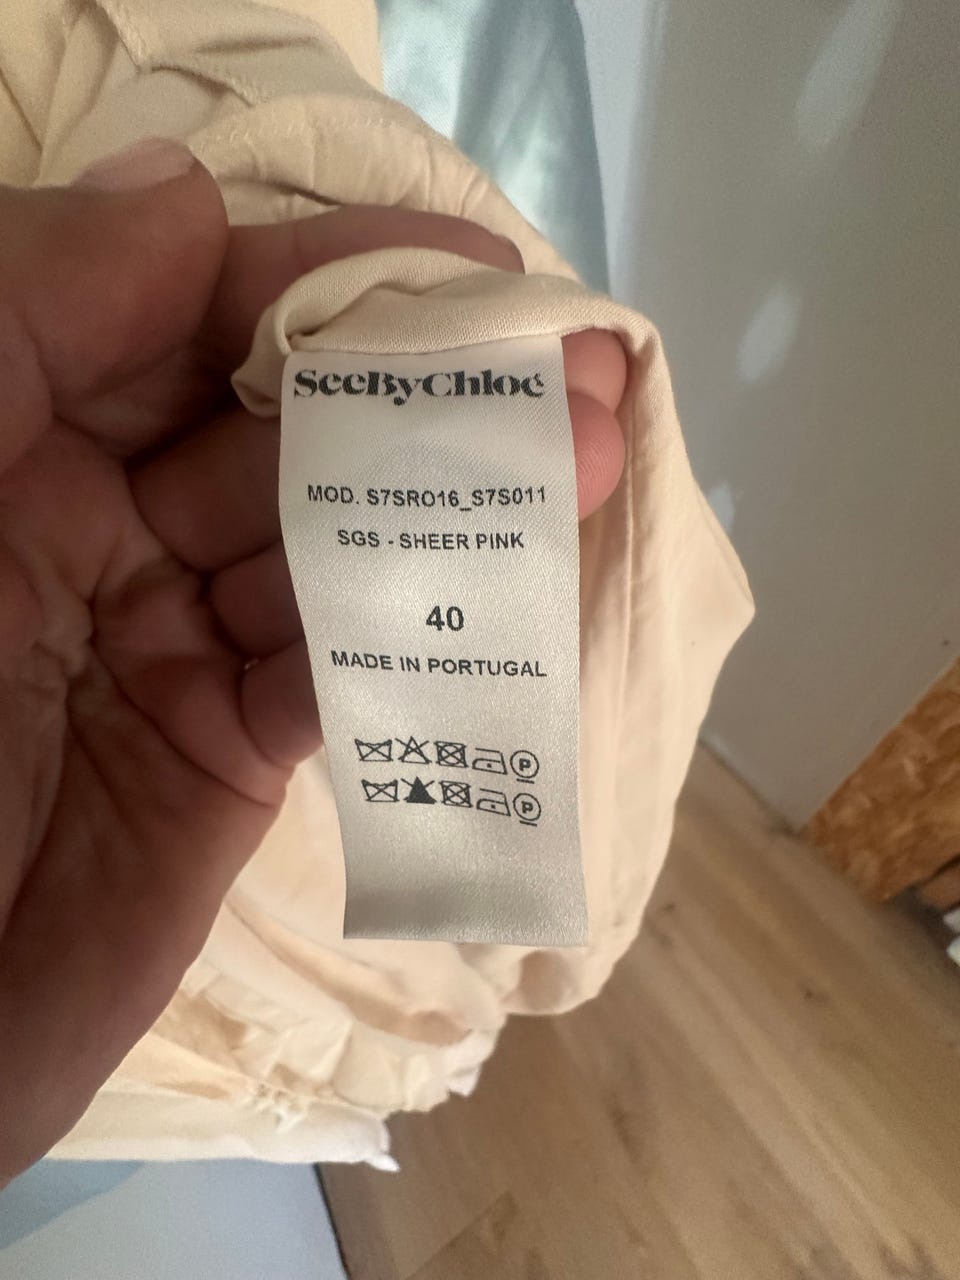 SeeByChloé
MOD. S7SRO16_S7S011
SGS - SHEER PINK
40
MADE IN PORTUGAL
P
P